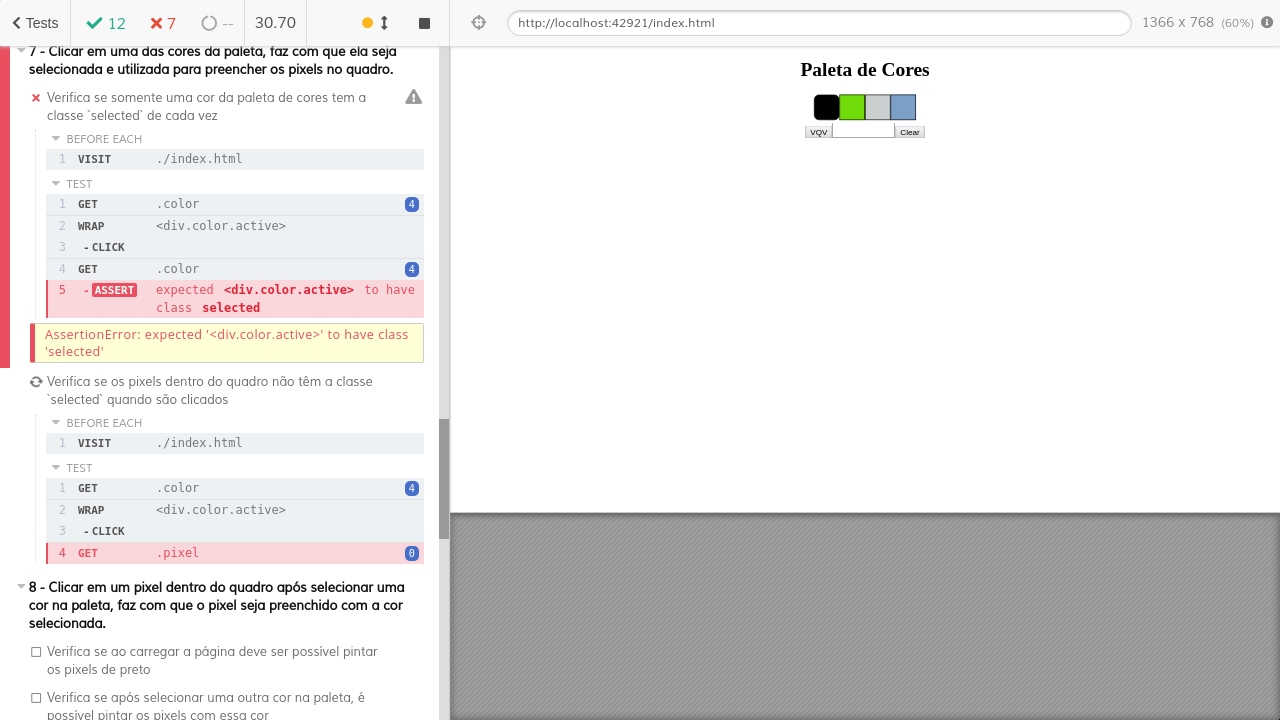 Tests
12
7
--
30.70
http://localhost:42921/index.html
1366 x 768 (60%)
7 - Clicar em uma das cores da paleta, faz com que ela seja
selecionada e utilizada para preencher os pixels no quadro.
Verifica se somente uma cor da paleta de cores tem a
classe `selected` de cada vez
BEFORE EACH
1 VISIT ./index.html
TEST
1 GET .color 4
2 WRAP <div.color.active>
3 -CLICK
4 GET .color 4
5 -ASSERT expected <div.color.active> to have
class selected
AssertionError: expected '<div.color.active>' to have class
'selected'
Verifica se os pixels dentro do quadro não têm a classe
`selected` quando são clicados
BEFORE EACH
1 VISIT ./index.html
TEST
1 GET .color 4
2 WRAP <div.color.active>
3 -CLICK
4 GET .pixel 0
8 - Clicar em um pixel dentro do quadro após selecionar uma
cor na paleta, faz com que o pixel seja preenchido com a cor
selecionada.
Verifica se ao carregar a página deve ser possível pintar
os pixels de preto
Verifica se após selecionar uma outra cor na paleta, é
possível pintar os pixels com essa cor
Paleta de Cores
VQV
Clear